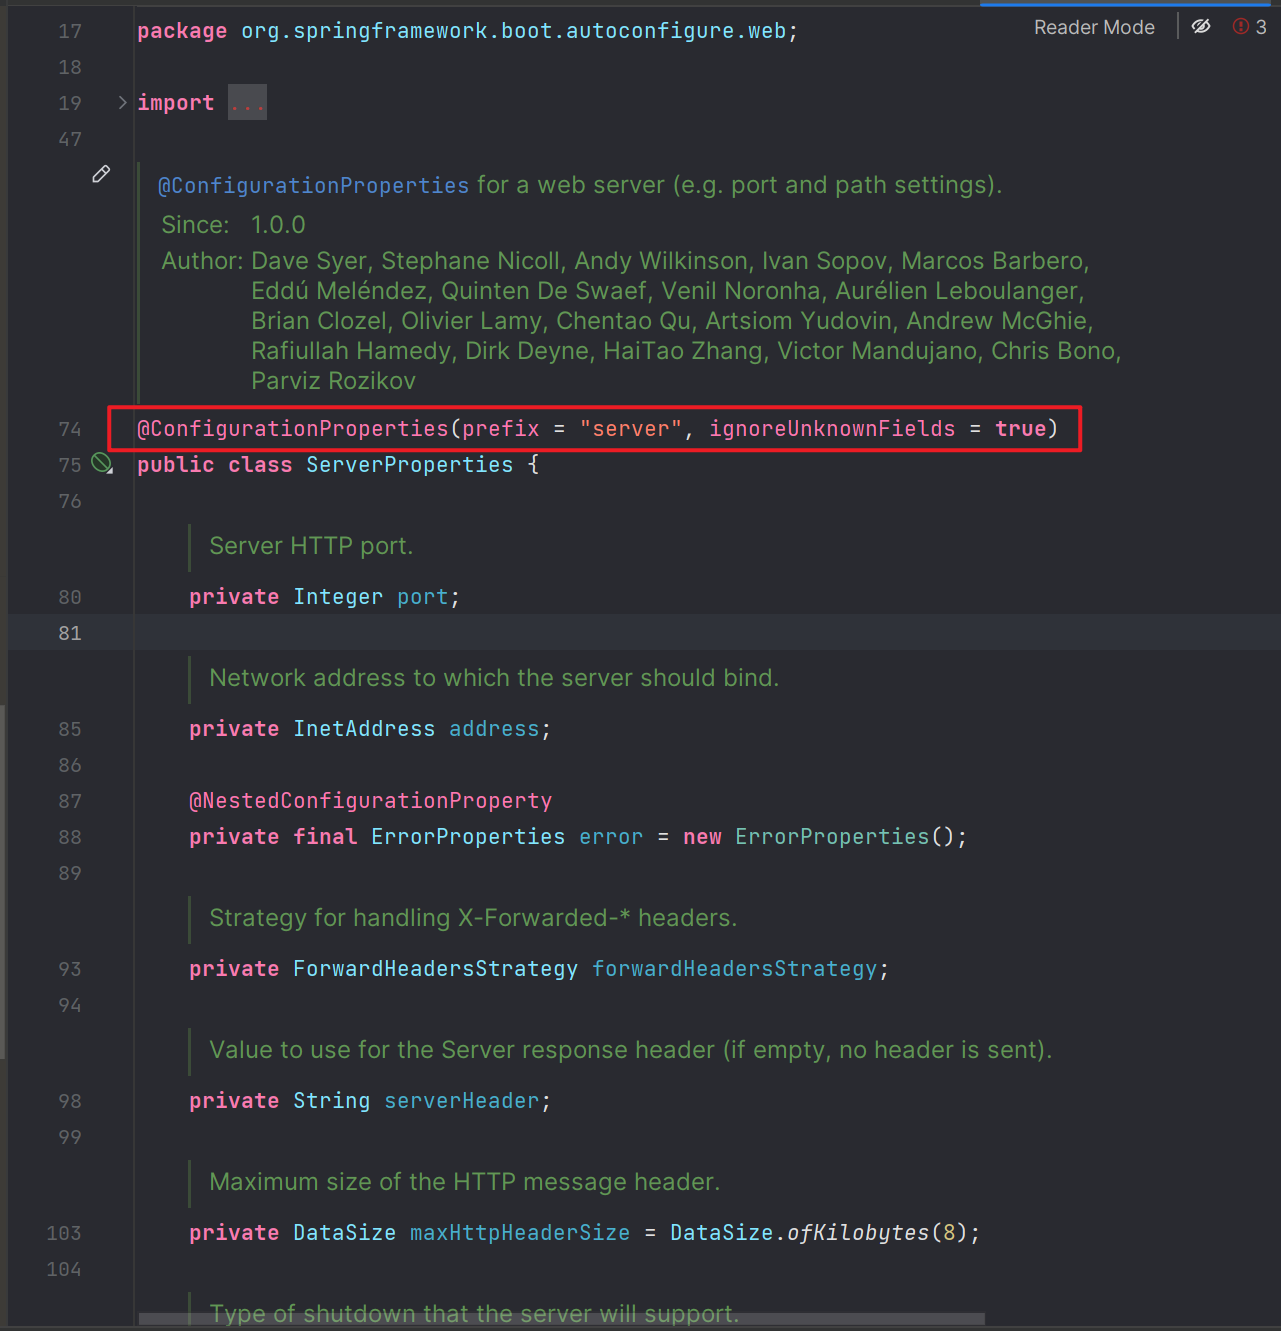 Reader Mode 3
17 package org.springframework.boot.autoconfigure.web;
18
19 import ...
47
@ConfigurationProperties for a web server (e.g. port and path settings).
Since: 1.0.0
Author: Dave Syer, Stephane Nicoll, Andy Wilkinson, Ivan Sopov, Marcos Barbero,
Eddú Meléndez, Quinten De Swaef, Venil Noronha, Aurélien Leboulanger,
Brian Clozel, Olivier Lamy, Chentao Qu, Artsiom Yudovin, Andrew McGhie,
Rafiullah Hamedy, Dirk Deyne, HaiTao Zhang, Victor Mandujano, Chris Bono,
Parviz Rozikov
74 @ConfigurationProperties(prefix = "server", ignoreUnknownFields = true)
75 public class ServerProperties {
76
Server HTTP port.
80 private Integer port;
81
Network address to which the server should bind.
85 private InetAddress address;
86
87 @NestedConfigurationProperty
88 private final ErrorProperties error = new ErrorProperties();
89
Strategy for handling X-Forwarded-* headers.
93 private ForwardHeadersStrategy forwardHeadersStrategy;
94
Value to use for the Server response header (if empty, no header is sent).
98 private String serverHeader;
99
Maximum size of the HTTP message header.
103 private DataSize maxHttpHeaderSize = DataSize.ofKilobytes(8);
104
Type of shutdown that the server will support.